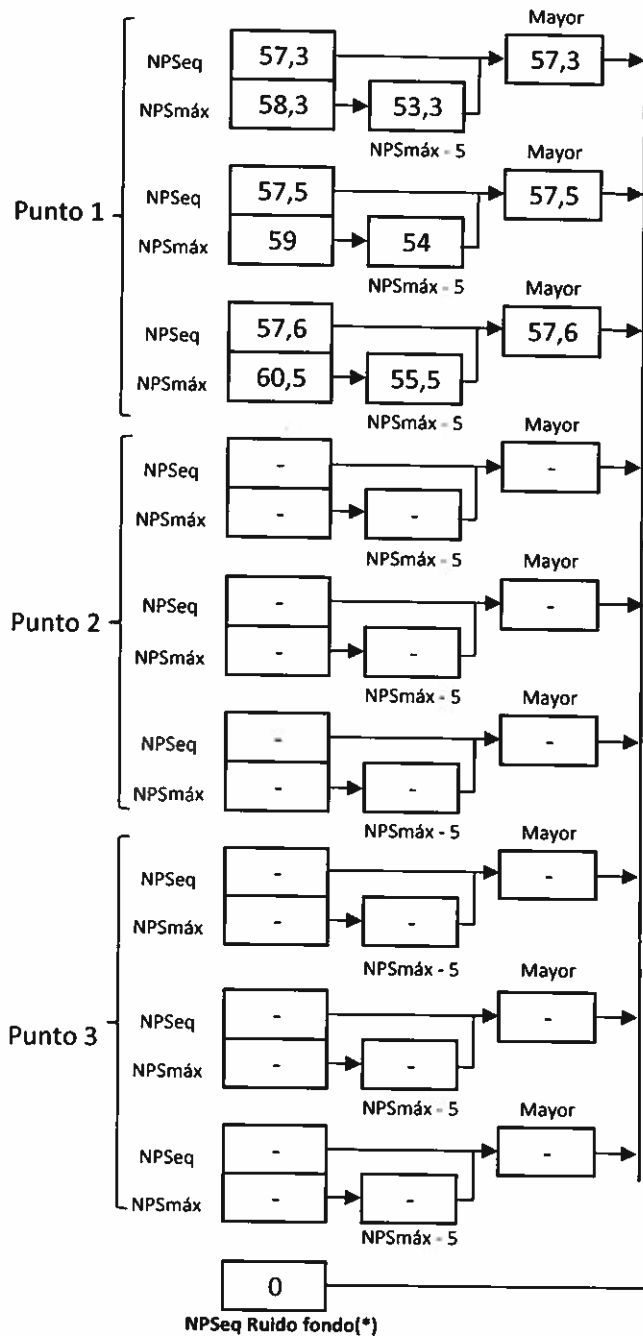 Mayor
NPSeq 57,3 57,3
NPSmáx 58,3 53,3
NPSmáx - 5
Mayor
Punto 1
NPSeq 57,5 57,5
NPSmáx 59 54
NPSmáx - 5
Mayor
NPSeq 57,6 57,6
NPSmáx 60,5 55,5
NPSmáx - 5
Mayor
NPSeq - -
NPSmáx - -
NPSmáx - 5
Mayor
Punto 2
NPSeq - -
NPSmáx - -
NPSmáx - 5
Mayor
NPSeq - -
NPSmáx - -
NPSmáx - 5
Mayor
NPSeq - -
NPSmáx - -
NPSmáx - 5
Mayor
Punto 3
NPSeq - -
NPSmáx - -
NPSmáx - 5
Mayor
NPSeq - -
NPSmáx - -
NPSmáx - 5
0
NPSeq Ruido fondo(*)